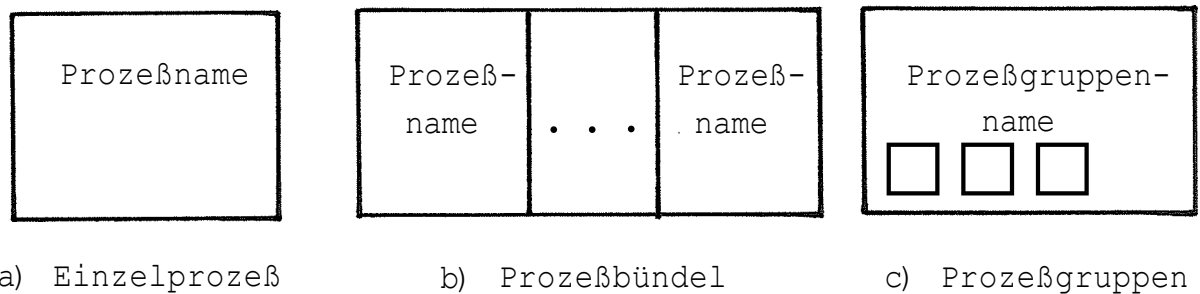 Prozeßname
Prozeß-
name
. . .
Prozeß-
name
Prozeßgruppen-
name
a) Einzelprozeß
b) Prozeßbündel
c) Prozeßgruppen